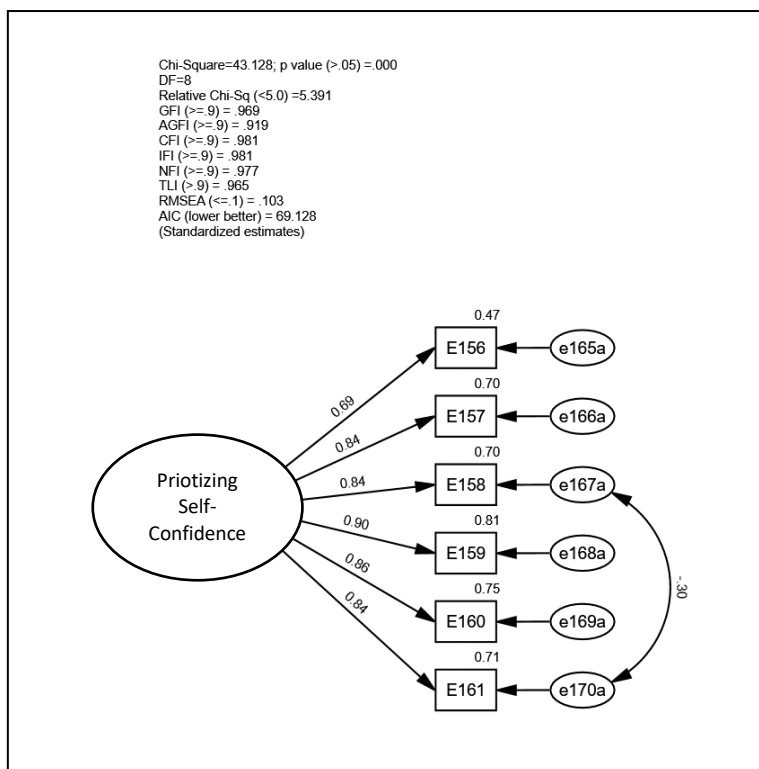 Chi-Square=43.128; p value (>.05) =.000
DF=8
Relative Chi-Sq (<5.0) =5.391
GFI (>=.9) = .969
AGFI (>=.9) = .919
CFI (>=.9) = .981
IFI (>=.9) = .981
NFI (>=.9) = .977
TLI (>.9) = .965
RMSEA (<=.1) = .103
AIC (lower better) = 69.128
(Standardized estimates)
Priotizing
Self-
Confidence
0.69
0.84
0.84
0.90
0.86
0.84
0.47
E156
e165a
0.70
E157
e166a
0.70
E158
e167a
0.81
E159
e168a
0.75
E160
e169a
0.71
E161
e170a
-.30